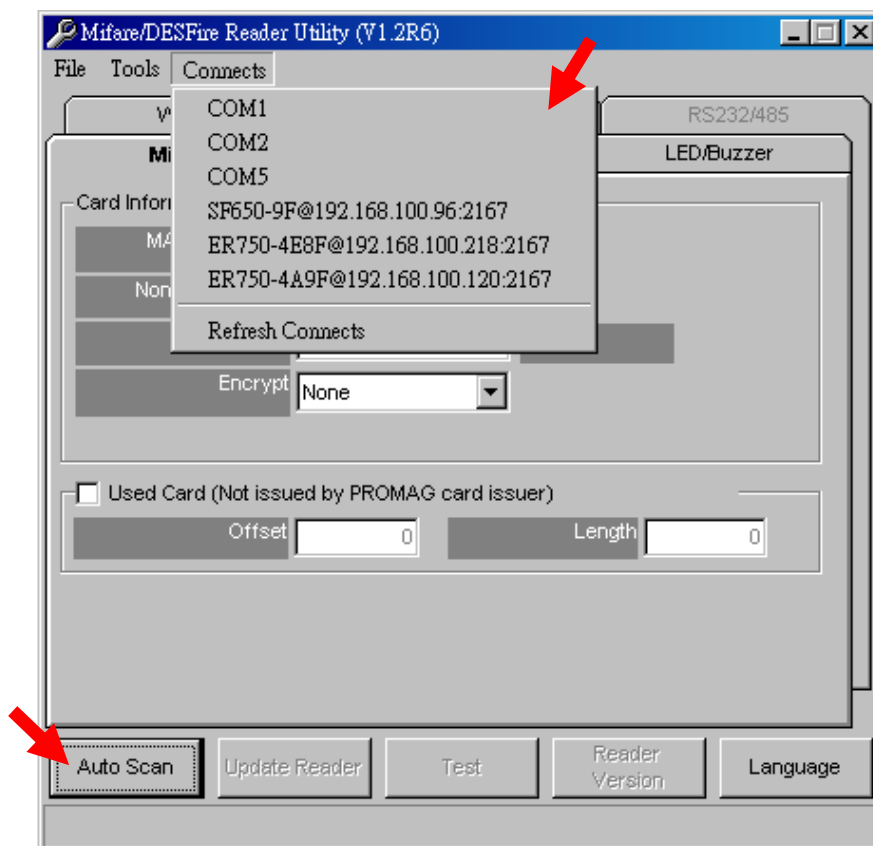 Mifare/DESFire Reader Utility (V1.2R6)
File Tools Connects
COM1
COM2
COM5
SF650-9F@192.168.100.96:2167
ER750-4E8F@192.168.100.218:2167
ER750-4A9F@192.168.100.120:2167
Refresh Connects
RS232/485
LED/Buzzer
Encrypt None
Used Card (Not issued by PROMAG card issuer)
Offset 0 Length 0
Auto Scan Update Reader Test Reader Version Language